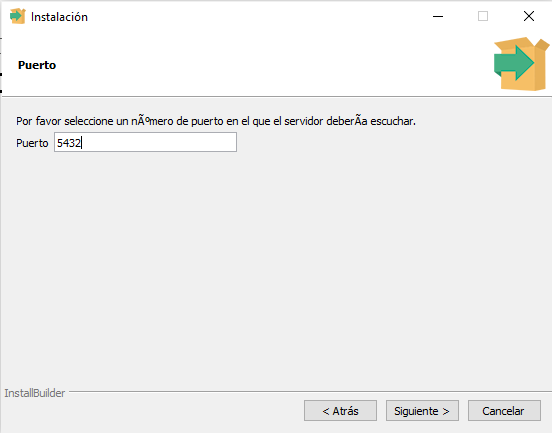 Instalación
Puerto
Por favor seleccione un nÃºmero de puerto en el que el servidor deberÃa escuchar.
Puerto 5432
InstallBuilder
< Atrás Siguiente > Cancelar